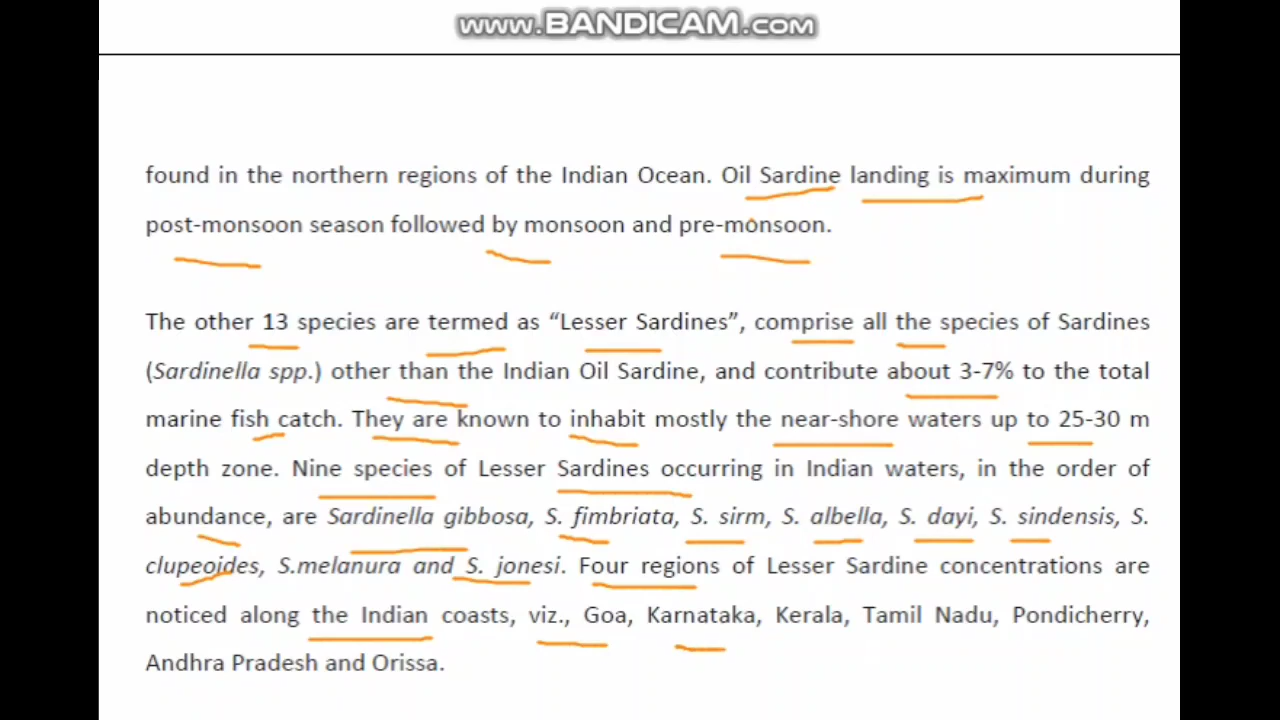 www.BANDICAM.com
found in the northern regions of the Indian Ocean. Oil Sardine landing is maximum during
post-monsoon season followed by monsoon and pre-monsoon.
The other 13 species are termed as “Lesser Sardines”, comprise all the species of Sardines
(Sardinella spp.) other than the Indian Oil Sardine, and contribute about 3-7% to the total
marine fish catch. They are known to inhabit mostly the near-shore waters up to 25-30 m
depth zone. Nine species of Lesser Sardines occurring in Indian waters, in the order of
abundance, are Sardinella gibbosa, S. fimbriata, S. sirm, S. albella, S. dayi, S. sindensis, S.
clupeoides, S.melanura and S. jonesi. Four regions of Lesser Sardine concentrations are
noticed along the Indian coasts, viz., Goa, Karnataka, Kerala, Tamil Nadu, Pondicherry,
Andhra Pradesh and Orissa.